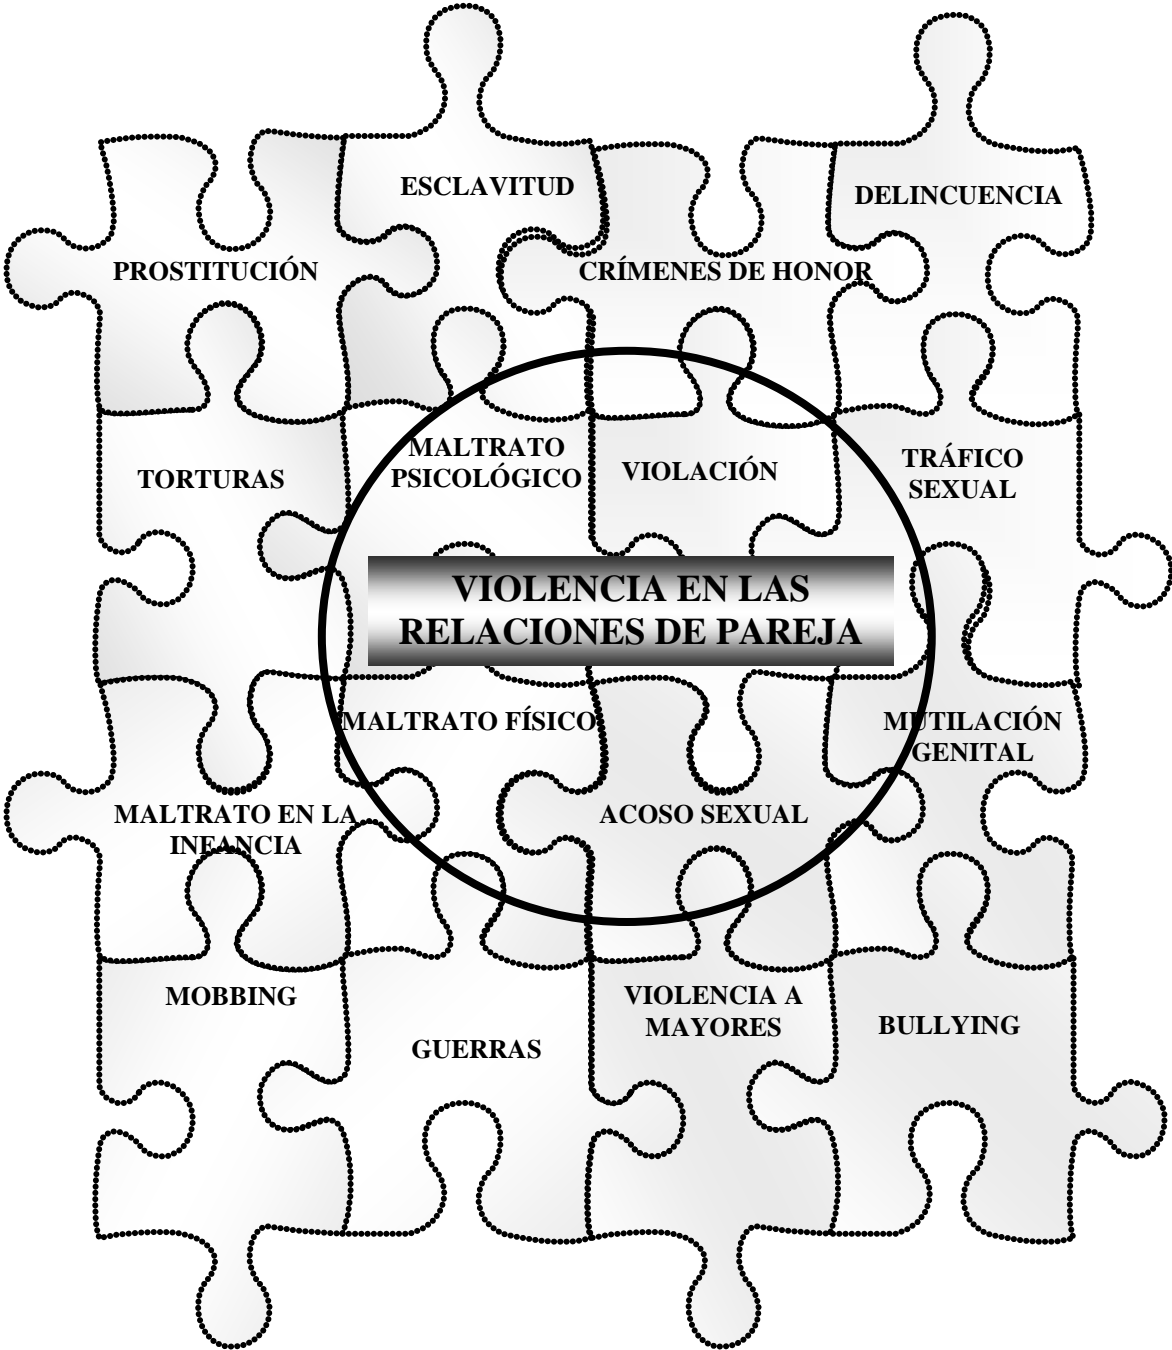 ESCLAVITUD
DELINCUENCIA
PROSTITUCIÓN
CRÍMENES DE HONOR
MALTRATO
PSICOLÓGICO
TORTURAS
VIOLACIÓN
TRÁFICO
SEXUAL
VIOLENCIA EN LAS
RELACIONES DE PAREJA
MALTRATO FÍSICO
MUTILACIÓN
GENITAL
MALTRATO EN LA
INFANCIA
ACOSO SEXUAL
MOBBING
GUERRAS
VIOLENCIA A
MAYORES
BULLYING